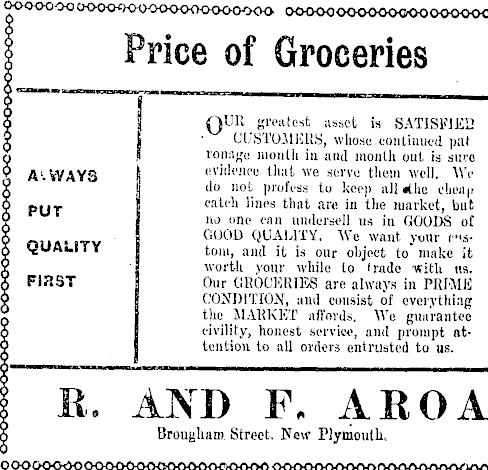 Price of Groceries
ALWAYS
PUT
QUALITY
FIRST
OUR greatest asset is SATISFIED
CUSTOMERS, whose continued pat
ronage month in and month out is sure
evidence that we serve them well. We
do not profess to keep all the cheap
catch lines that are in the market, but
no one can undersell us in GOODS of
GOOD QUALITY. We want your cus-
tom, and it is our object to make it
worth your while to trade with us.
Our GROCERIES are always in PRIME
CONDITION, and consist of everything
the MARKET affords. We guarantee
civility, honest service, and prompt at-
tention to all orders entrusted to us.
R. AND F. AROA
Brougham Street, New Plymouth.